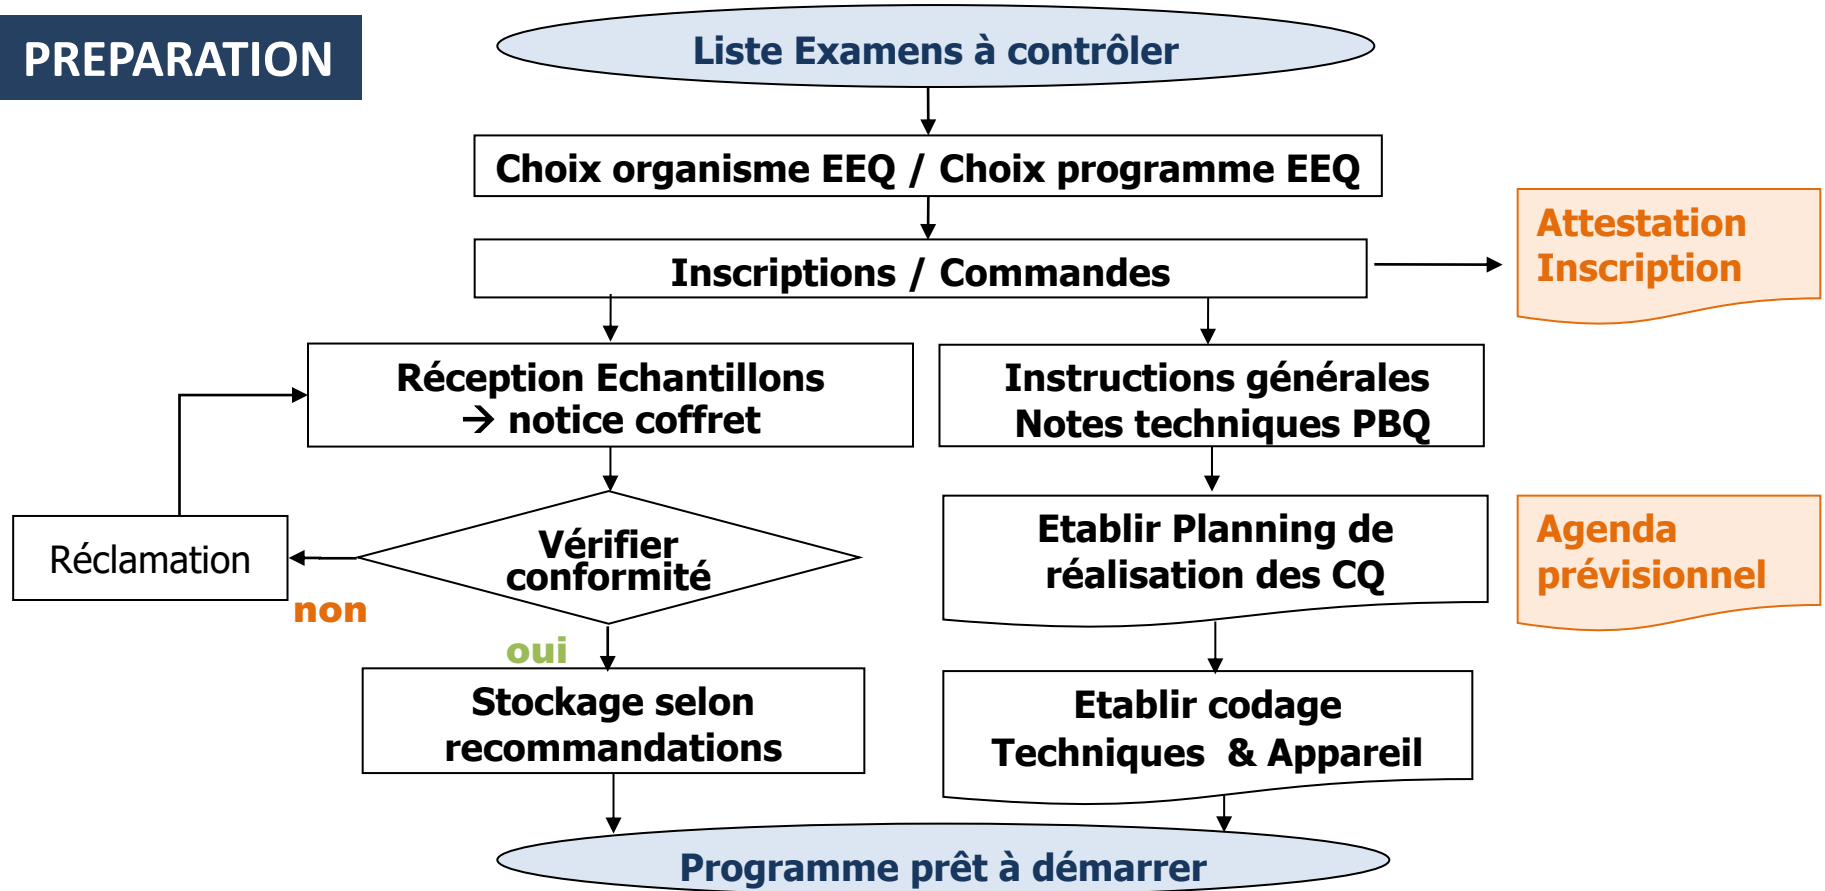 PREPARATION
Liste Examens à contrôler
Choix organisme EEQ / Choix programme EEQ
Inscriptions / Commandes
Attestation
Inscription
Réception Echantillons
→ notice coffret
Instructions générales
Notes techniques PBQ
Réclamation
non
Vérifier
conformité
oui
Etablir Planning de
réalisation des CQ
Agenda
prévisionnel
Stockage selon
recommandations
Etablir codage
Techniques & Appareil
Programme prêt à démarrer